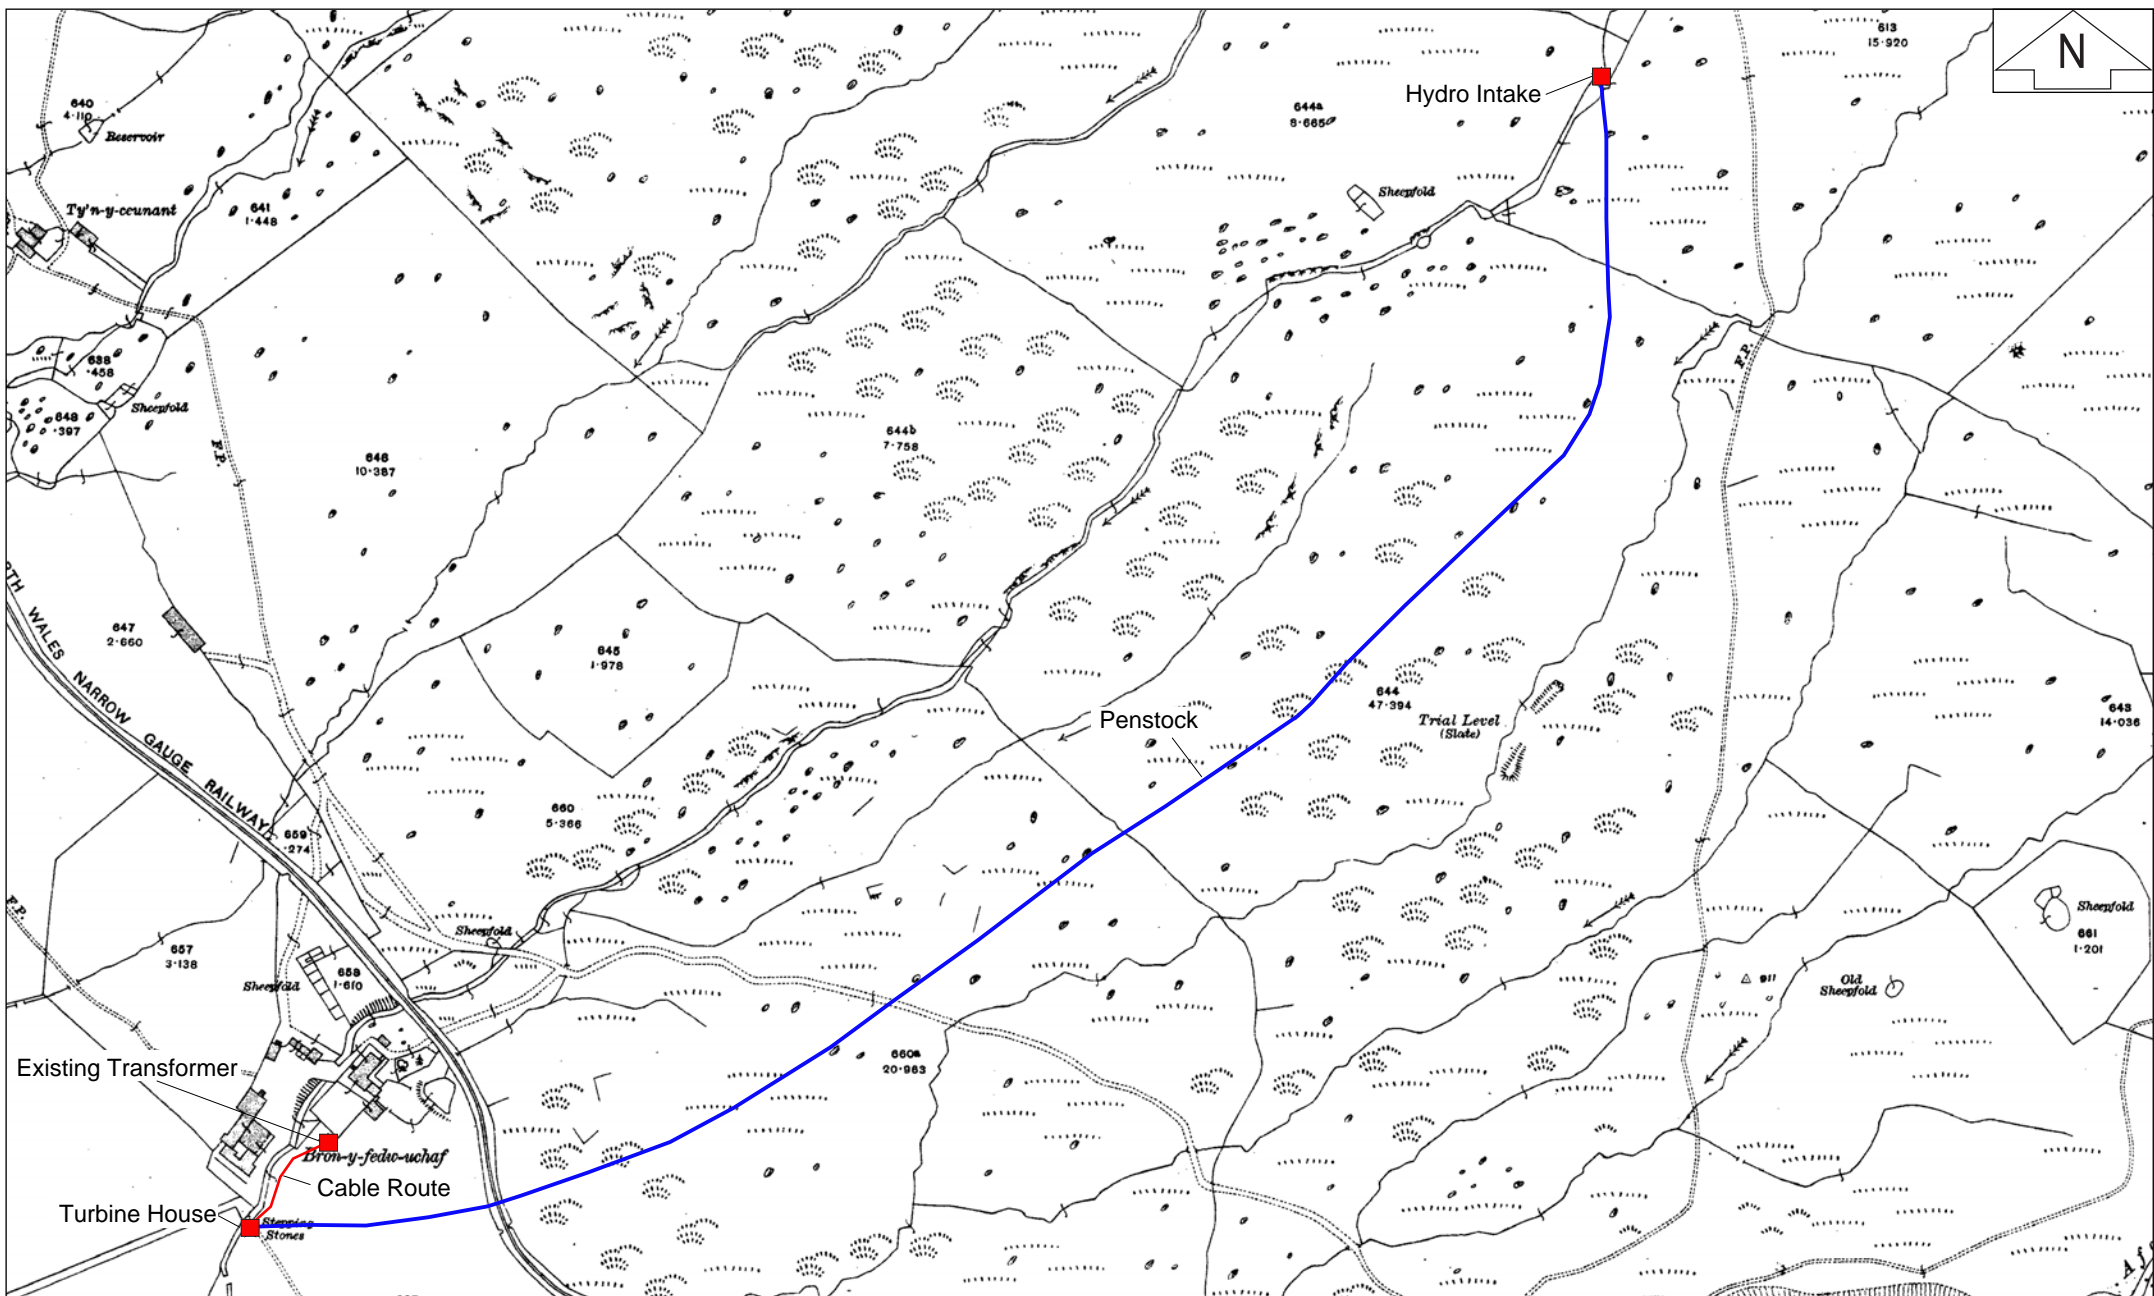 613
15·920
N
Hydro Intake
640
4·110
Reservoir
644a
8·665
Sheepfold
Ty'n-y-ceunant
641
1·448
F.P.
638
·458
Sheepfold
648
·397
F.P.
644b
7·758
646
10·387
647
2·660
645
1·978
RTH WALES NARROW GAUGE RAILWAY
644
47·394
Trial Level
(Slate)
643
14·036
Penstock
660
5·366
659
·274
F.P.
Sheepfold
Sheepfold
661
1·201
657
3·138
658
1·610
Sheepfold
911
Old
Sheepfold
Existing Transformer
660a
20·963
Bron-y-fedw-uchaf
Cable Route
Turbine House
Stepping
Stones